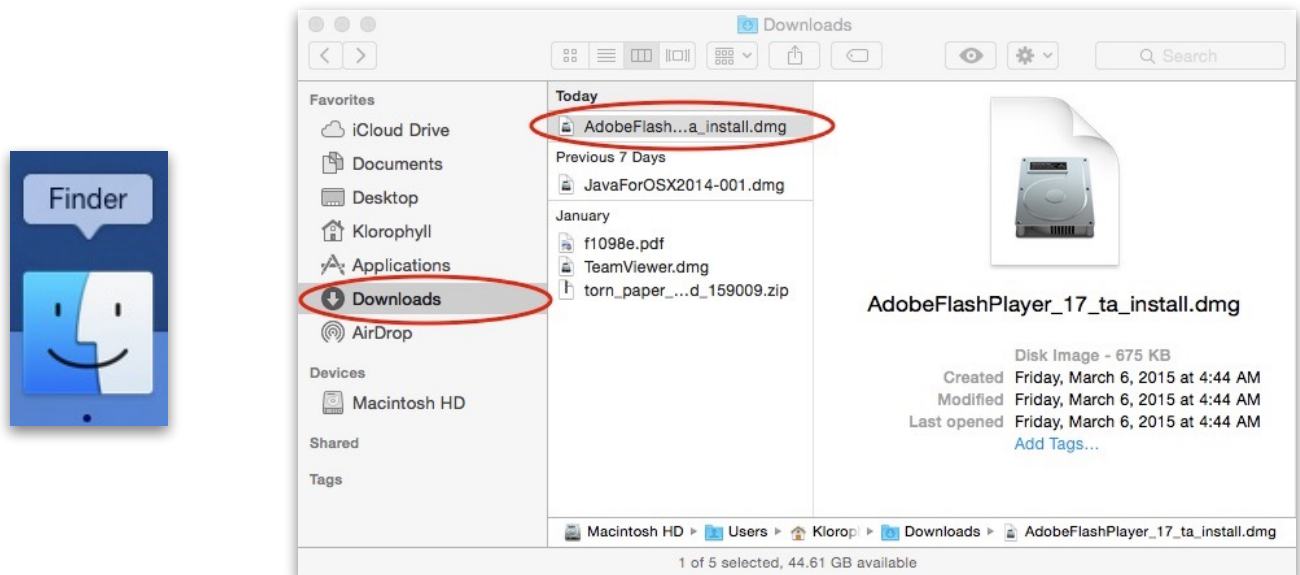 Finder
Downloads
Search
Favorites
iCloud Drive
Documents
Desktop
Klorophyll
Applications
Downloads
AirDrop
Devices
Macintosh HD
Shared
Tags
Today
AdobeFlash...a_install.dmg
Previous 7 Days
JavaForOSX2014-001.dmg
January
f1098e.pdf
TeamViewer.dmg
torn_paper_...d_159009.zip
AdobeFlashPlayer_17_ta_install.dmg
Disk Image - 675 KB
Created Friday, March 6, 2015 at 4:44 AM
Modified Friday, March 6, 2015 at 4:44 AM
Last opened Friday, March 6, 2015 at 4:44 AM
Add Tags...
Macintosh HD ▸ Users ▸ Klorop ▸ Downloads ▸ AdobeFlashPlayer_17_ta_install.dmg
1 of 5 selected, 44.61 GB available